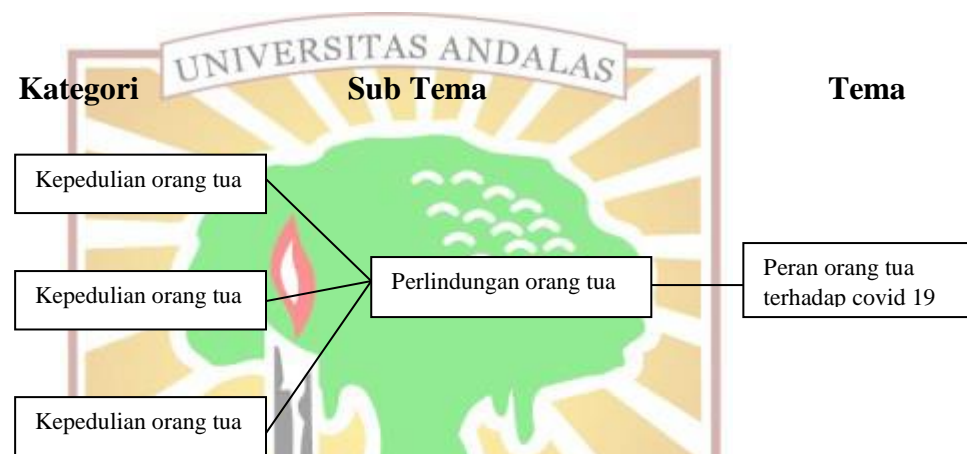 UNIVERSITAS ANDALAS
Kategori Sub Tema Tema
Kepedulian orang tua
Kepedulian orang tua
Kepedulian orang tua
Perlindungan orang tua
Peran orang tua
terhadap covid 19